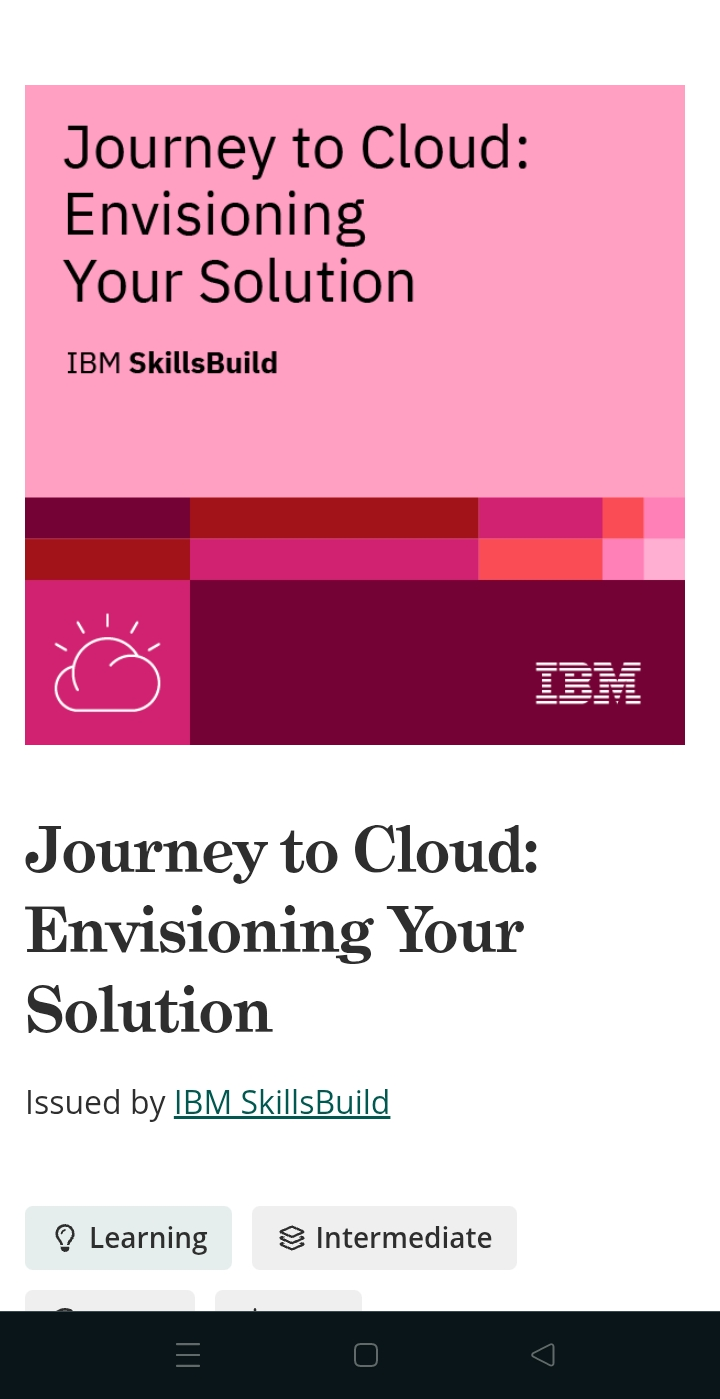 Journey to Cloud:
Envisioning
Your Solution
IBM SkillsBuild
IBM
Journey to Cloud:
Envisioning Your
Solution
Issued by IBM SkillsBuild
Learning
Intermediate